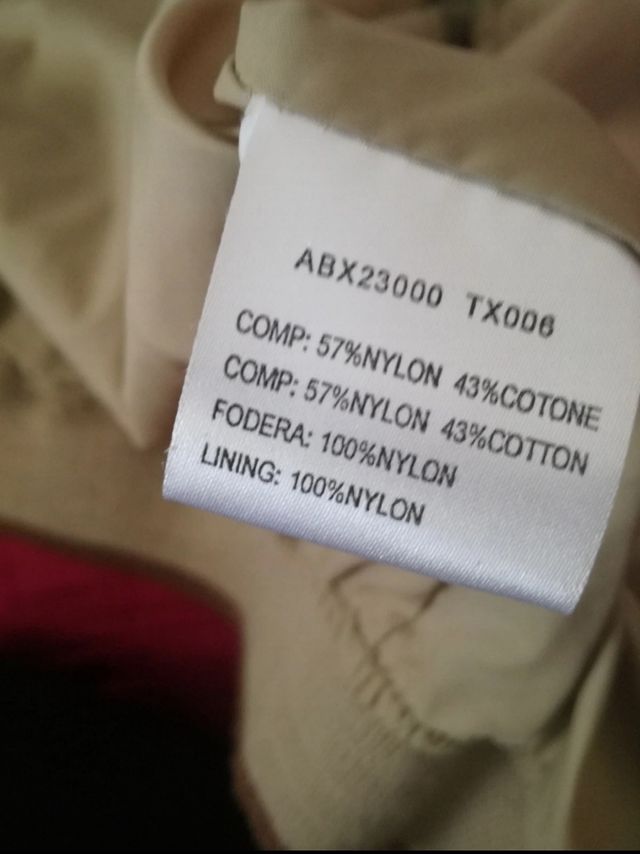 ABX23000 TX006
COMP: 57%NYLON 43%COTONE
COMP: 57%NYLON 43%COTTON
FODERA: 100%NYLON
LINING: 100%NYLON